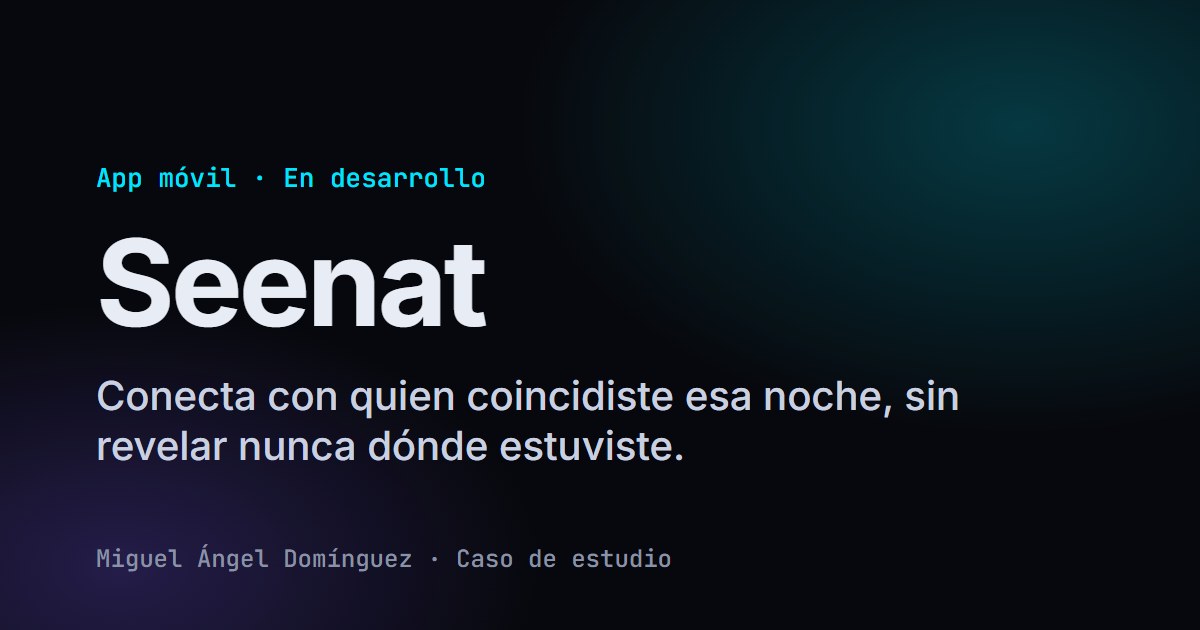 App móvil · En desarrollo
Seenat
Conecta con quien coincidiste esa noche, sin
revelar nunca dónde estuviste.
Miguel Ángel Domínguez · Caso de estudio